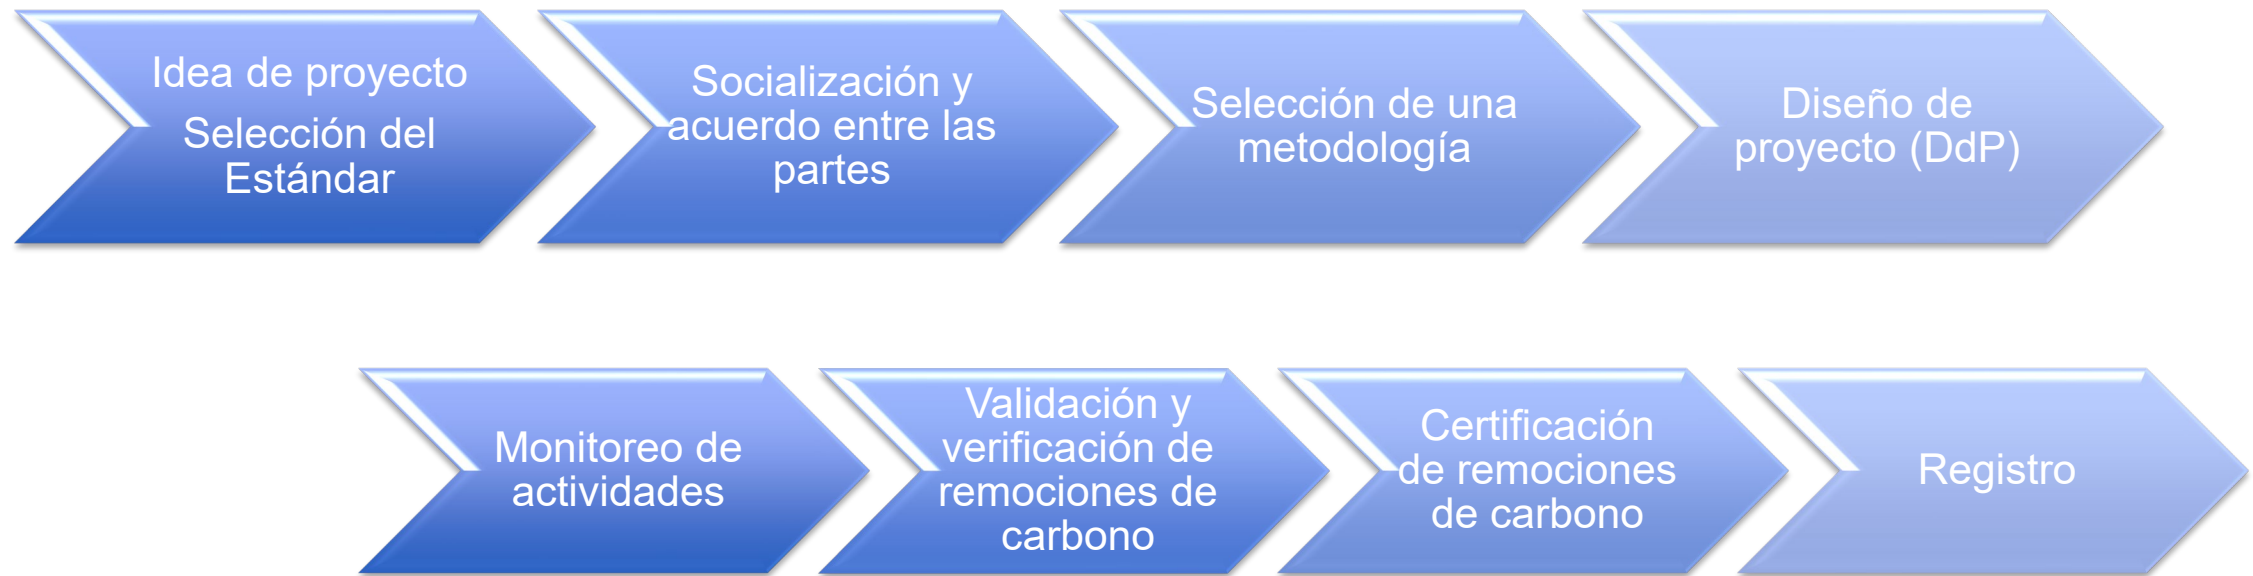 Idea de proyecto
Selección del
Estándar
Socialización y
acuerdo entre las
partes
Selección de una
metodología
Diseño de
proyecto (DdP)
Monitoreo de
actividades
Validación y
verificación de
remociones de
carbono
Certificación
de remociones
de carbono
Registro